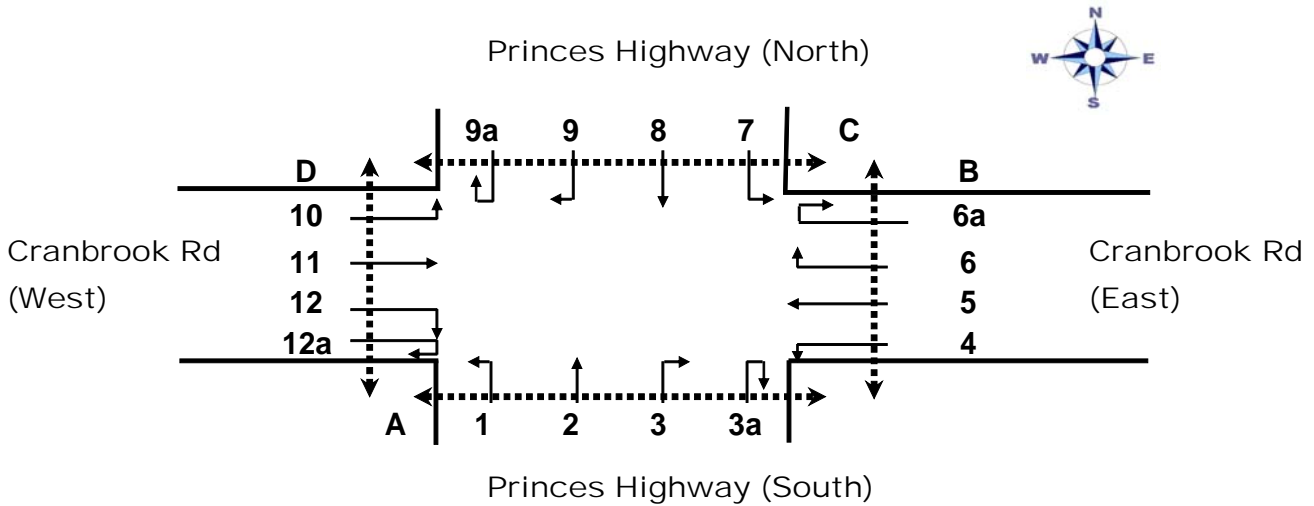 N
W E
S
Princes Highway (North)
9a 9 8 7 C
D B
10 6a
Cranbrook Rd
(West)
11 6
Cranbrook Rd
(East)
12 5
12a 4
A 1 2 3 3a
Princes Highway (South)